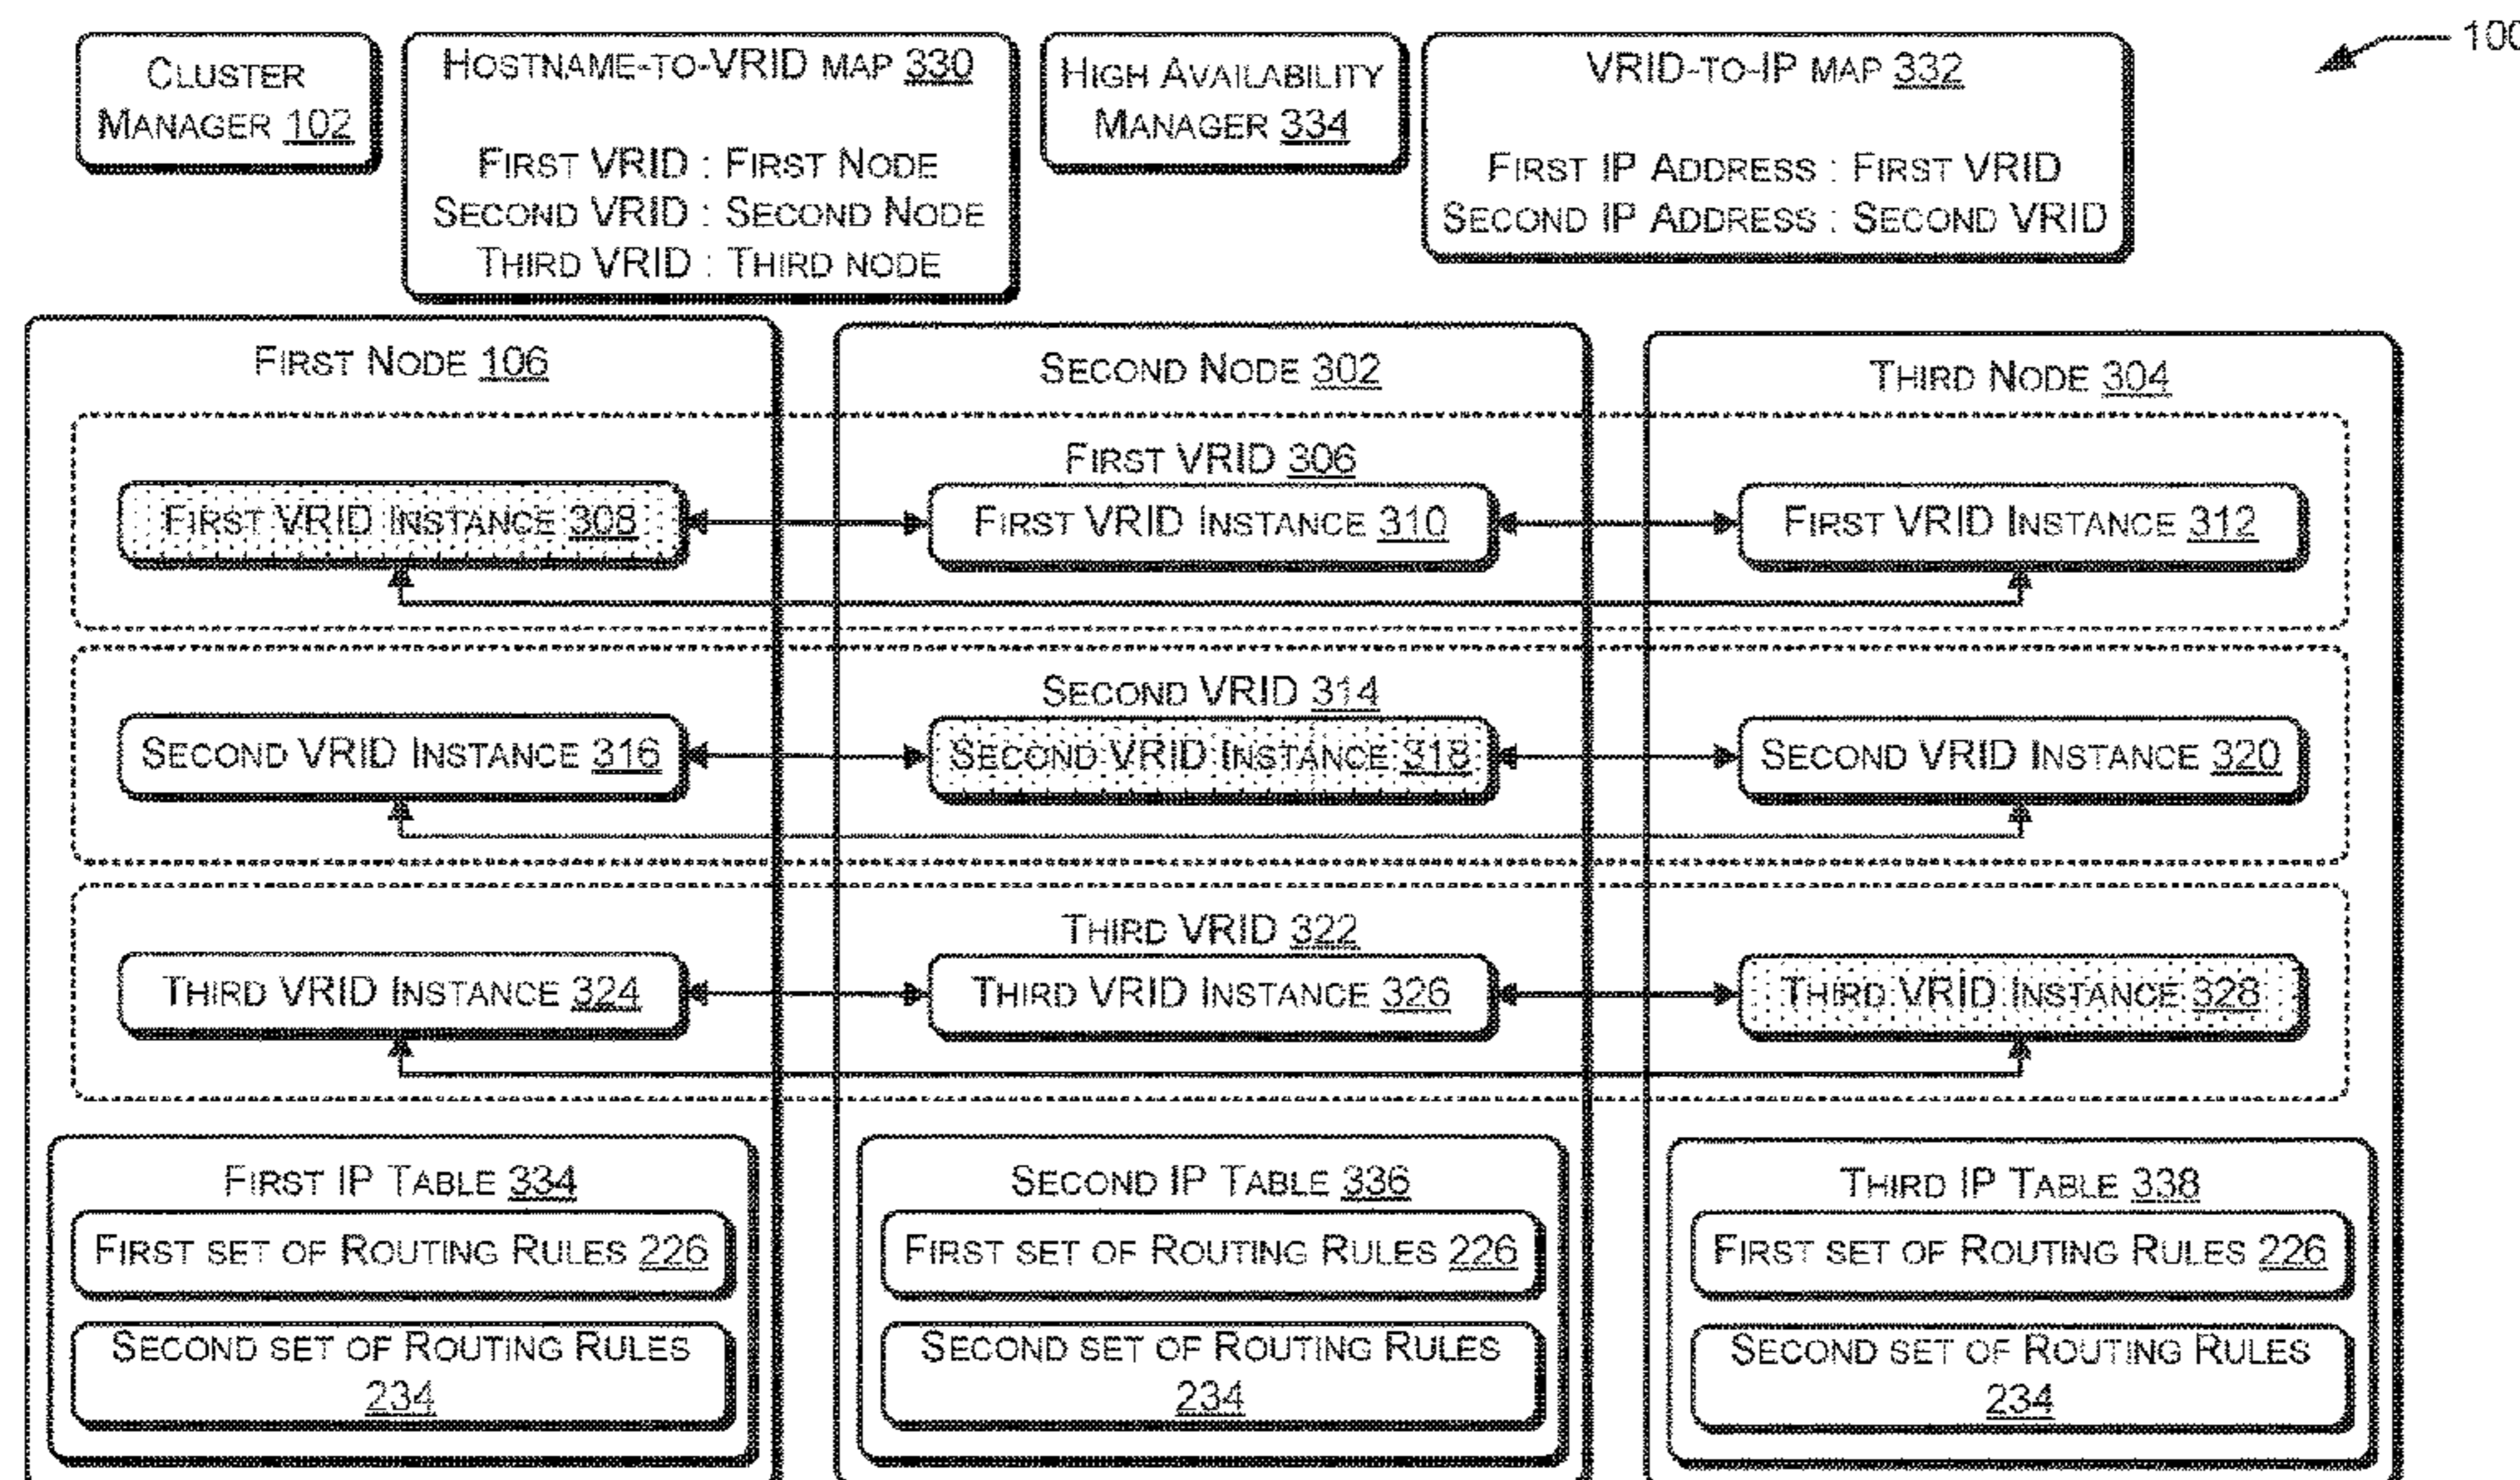 CLUSTER
MANAGER 102
HOSTNAME-TO-VRID MAP 330
FIRST VRID : FIRST NODE
SECOND VRID : SECOND NODE
THIRD VRID : THIRD NODE
HIGH AVAILABILITY
MANAGER 334
VRID-TO-IP MAP 332
FIRST IP ADDRESS : FIRST VRID
SECOND IP ADDRESS : SECOND VRID
100
FIRST NODE 106
SECOND NODE 302
THIRD NODE 304
FIRST VRID 306
FIRST VRID INSTANCE 308
FIRST VRID INSTANCE 310
FIRST VRID INSTANCE 312
SECOND VRID 314
SECOND VRID INSTANCE 316
SECOND VRID INSTANCE 318
SECOND VRID INSTANCE 320
THIRD VRID 322
THIRD VRID INSTANCE 324
THIRD VRID INSTANCE 326
THIRD VRID INSTANCE 328
FIRST IP TABLE 334
FIRST SET OF ROUTING RULES 226
SECOND SET OF ROUTING RULES
234
SECOND IP TABLE 336
FIRST SET OF ROUTING RULES 226
SECOND SET OF ROUTING RULES
234
THIRD IP TABLE 338
FIRST SET OF ROUTING RULES 226
SECOND SET OF ROUTING RULES
234